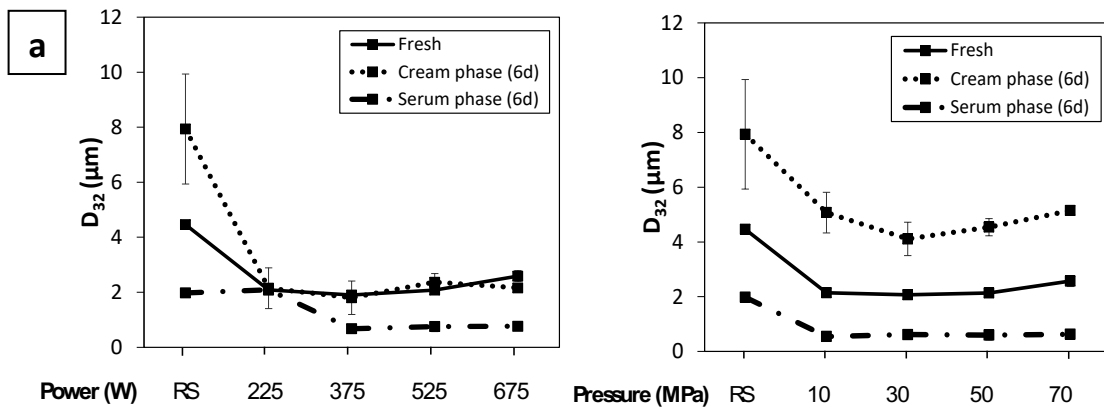 a
12
10
8
6
4
2
0
D32 (µm)
Fresh
Cream phase (6d)
Serum phase (6d)
Power (W) RS 225 375 525 675
12
10
8
6
4
2
0
D32 (µm)
Fresh
Cream phase (6d)
Serum phase (6d)
Pressure (MPa) RS 10 30 50 70